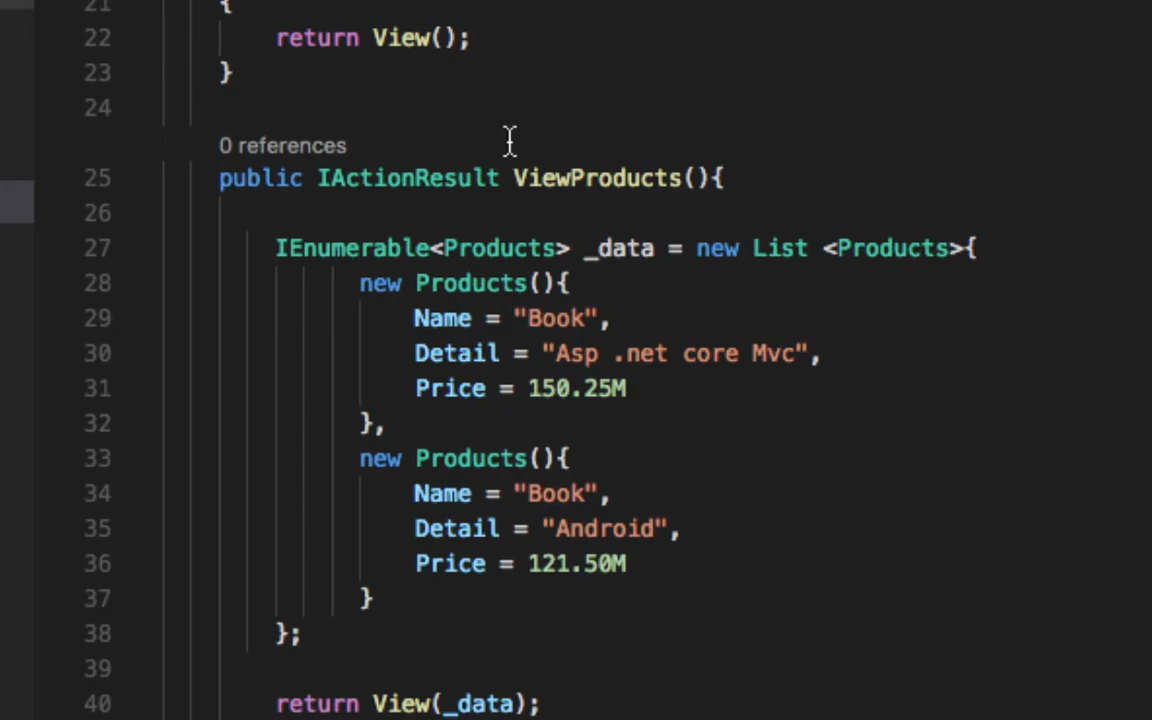 21 {
22 return View();
23 }
24
0 references
25 public IActionResult ViewProducts(){
26
27 IEnumerable<Products> _data = new List <Products>{
28 new Products(){
29 Name = "Book",
30 Detail = "Asp .net core Mvc",
31 Price = 150.25M
32 },
33 new Products(){
34 Name = "Book",
35 Detail = "Android",
36 Price = 121.50M
37 }
38 };
39
40 return View(_data);